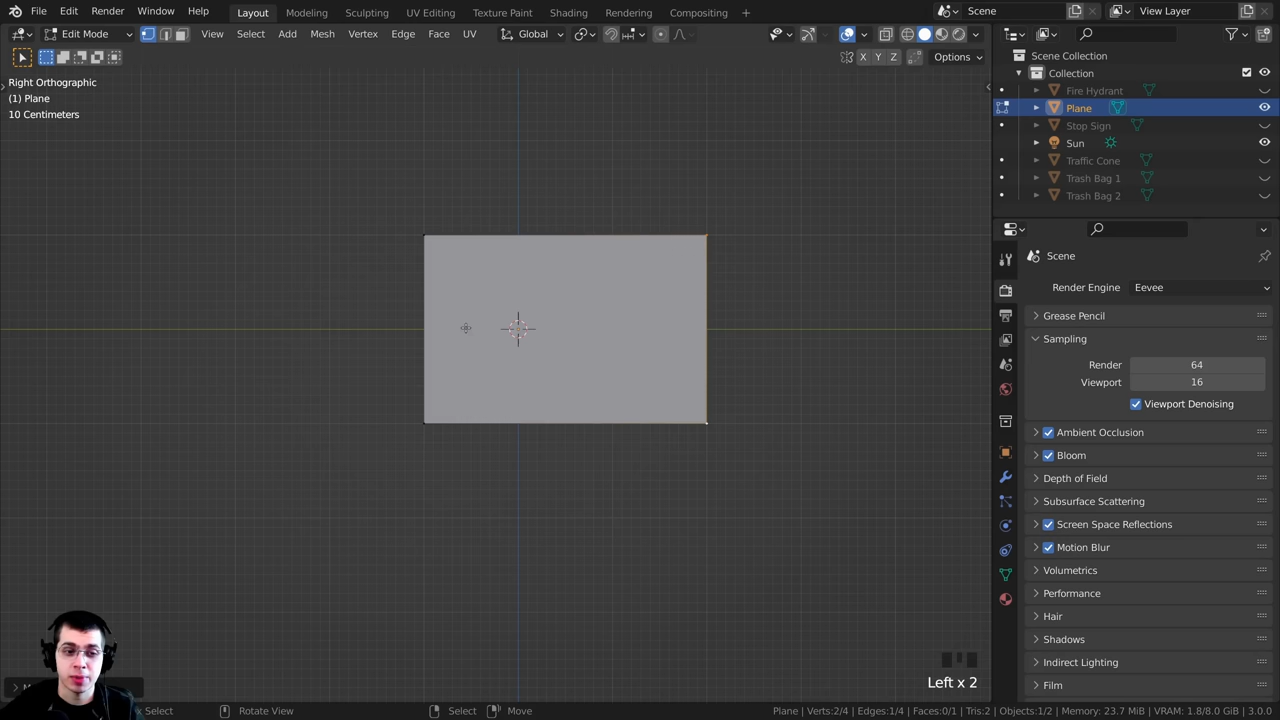 File Edit Render Window Help Layout Modeling Sculpting UV Editing Texture Paint Shading Rendering Animation Compositing Scene View Layer
Edit Mode View Select Add Mesh Vertex Edge Face UV Global
X Y Z Options
Right Orthographic
(1) Plane
10 Centimeters
Scene Collection
Collection
Fire Hydrant
Plane
Stop Sign
Sun
Traffic Cone
Trash Bag 1
Trash Bag 2
Scene
Render Engine Eevee
Grease Pencil
Sampling
Render 64
Viewport 16
Viewport Denoising
Ambient Occlusion
Bloom
Depth of Field
Subsurface Scattering
Screen Space Reflections
Motion Blur
Volumetrics
Performance
Hair
Shadows
Indirect Lighting
Film
Left x 2
Select Rotate View Select Move Plane | Verts:2/4 | Edges:1/4 | Faces:0/1 | Tris:2 | Objects:1/2 | Memory: 23.7 MiB | VRAM: 1.8/8.0 GiB | 3.0.0